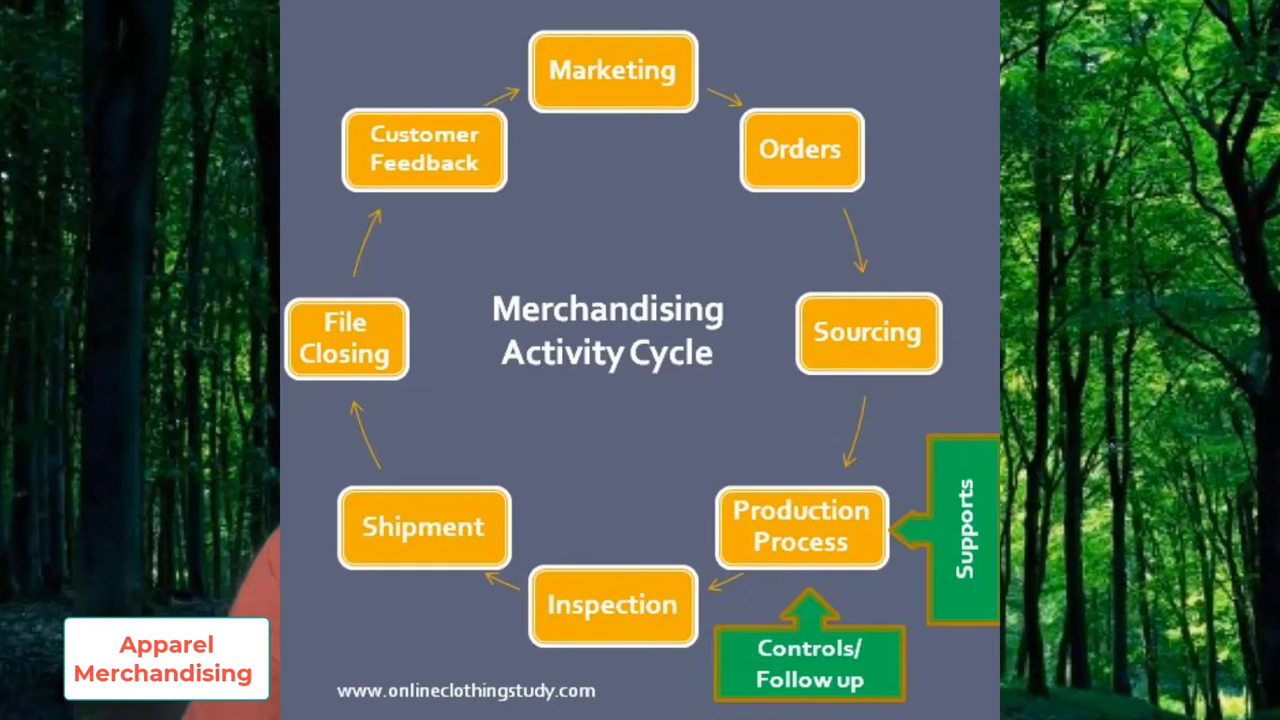 Marketing
Orders
Customer
Feedback
Merchandising
Activity Cycle
Sourcing
File
Closing
Production
Process
Supports
Shipment
Inspection
Controls/
Follow up
www.onlineclothingstudy.com
Apparel
Merchandising